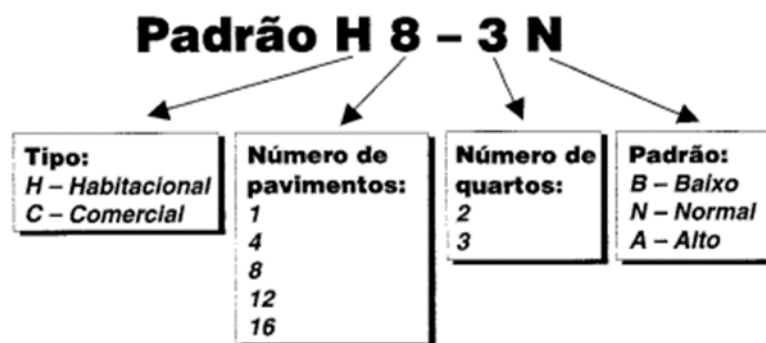 Padrão H 8 – 3 N
Tipo:
H – Habitacional
C – Comercial
Número de
pavimentos:
1
4
8
12
16
Número de
quartos:
2
3
Padrão:
B – Baixo
N – Normal
A – Alto